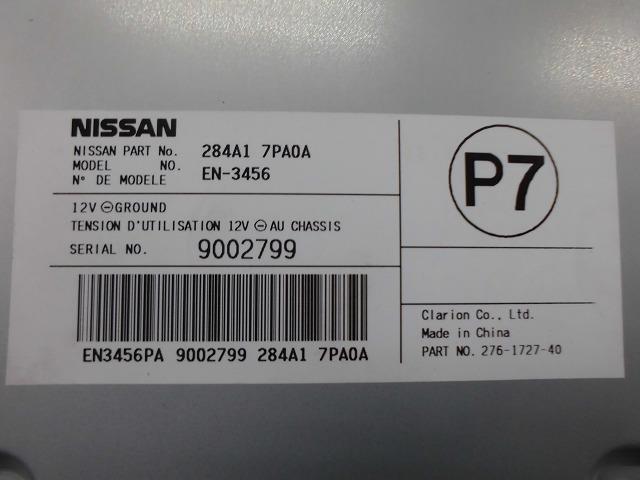 NISSAN
NISSAN PART No. 284A1 7PA0A
MODEL NO. EN-3456
N° DE MODELE
12V ⊖GROUND
TENSION D'UTILISATION 12V ⊖ AU CHASSIS
SERIAL NO. 9002799
EN3456PA 9002799 284A1 7PA0A
P7
Clarion Co., Ltd.
Made in China
PART NO. 276-1727-40